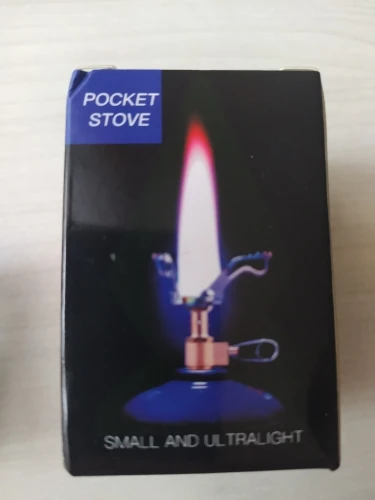 POCKET
STOVE
SMALL AND ULTRALIGHT